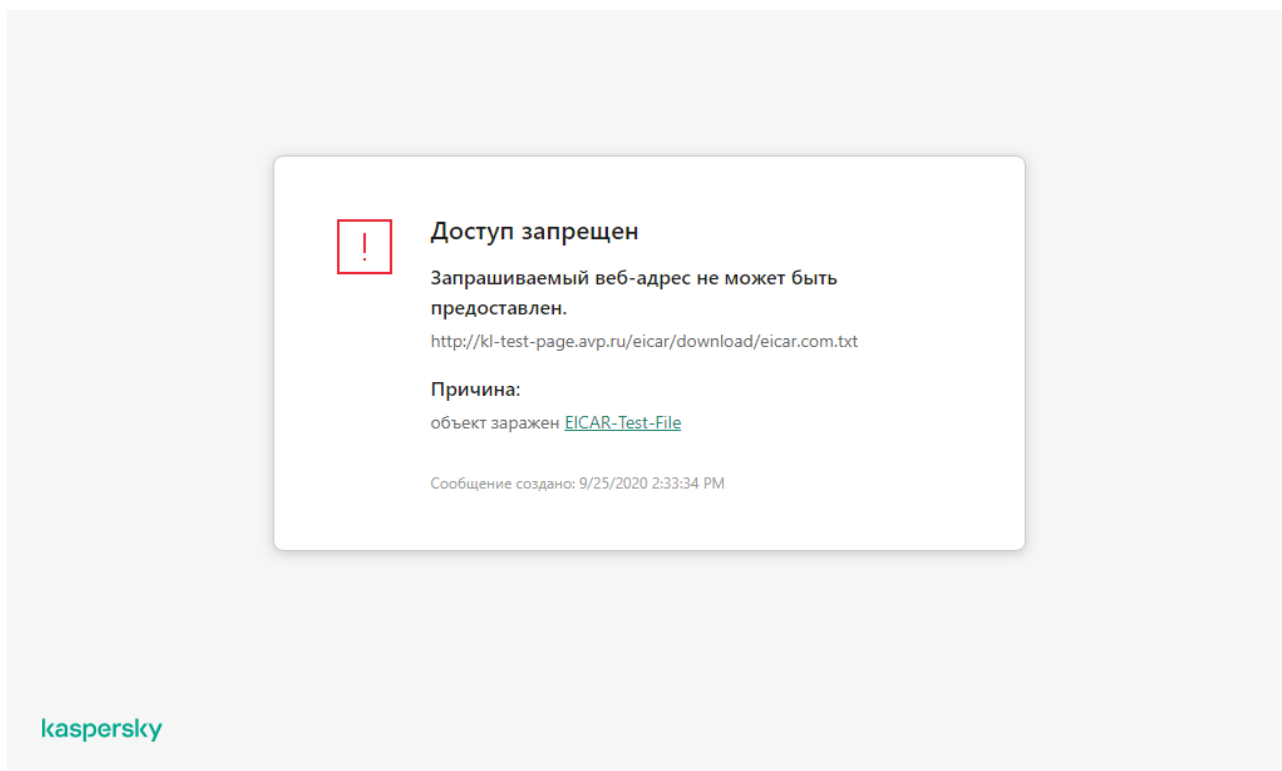 !
Доступ запрещен
Запрашиваемый веб-адрес не может быть
предоставлен.
http://kl-test-page.avp.ru/eicar/download/eicar.com.txt
Причина:
объект заражен EICAR-Test-File
Сообщение создано: 9/25/2020 2:33:34 PM
kaspersky